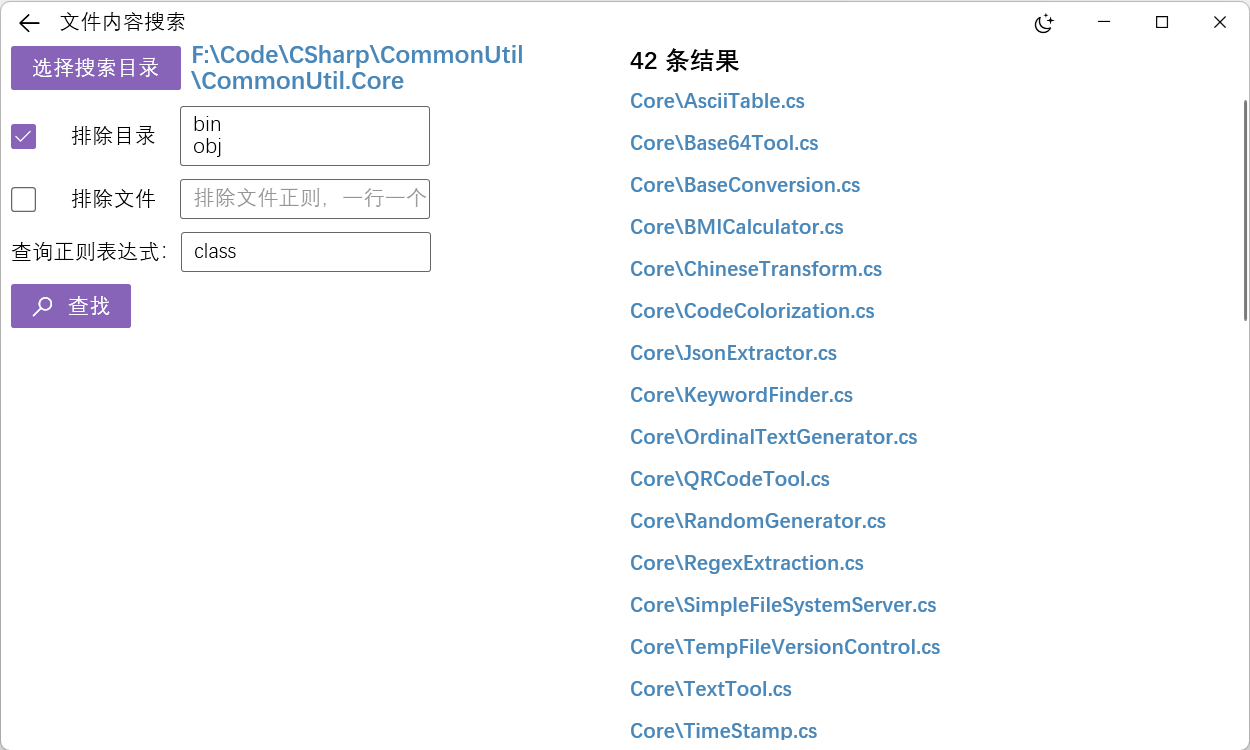 文件内容搜索
选择搜索目录
F:\Code\CSharp\CommonUtil
\CommonUtil.Core
排除目录
bin
obj
排除文件
排除文件正则，一行一个
查询正则表达式：
class
查找
42 条结果
Core\AsciiTable.cs
Core\Base64Tool.cs
Core\BaseConversion.cs
Core\BMICalculator.cs
Core\ChineseTransform.cs
Core\CodeColorization.cs
Core\JsonExtractor.cs
Core\KeywordFinder.cs
Core\OrdinalTextGenerator.cs
Core\QRCodeTool.cs
Core\RandomGenerator.cs
Core\RegexExtraction.cs
Core\SimpleFileSystemServer.cs
Core\TempFileVersionControl.cs
Core\TextTool.cs
Core\TimeStamp.cs